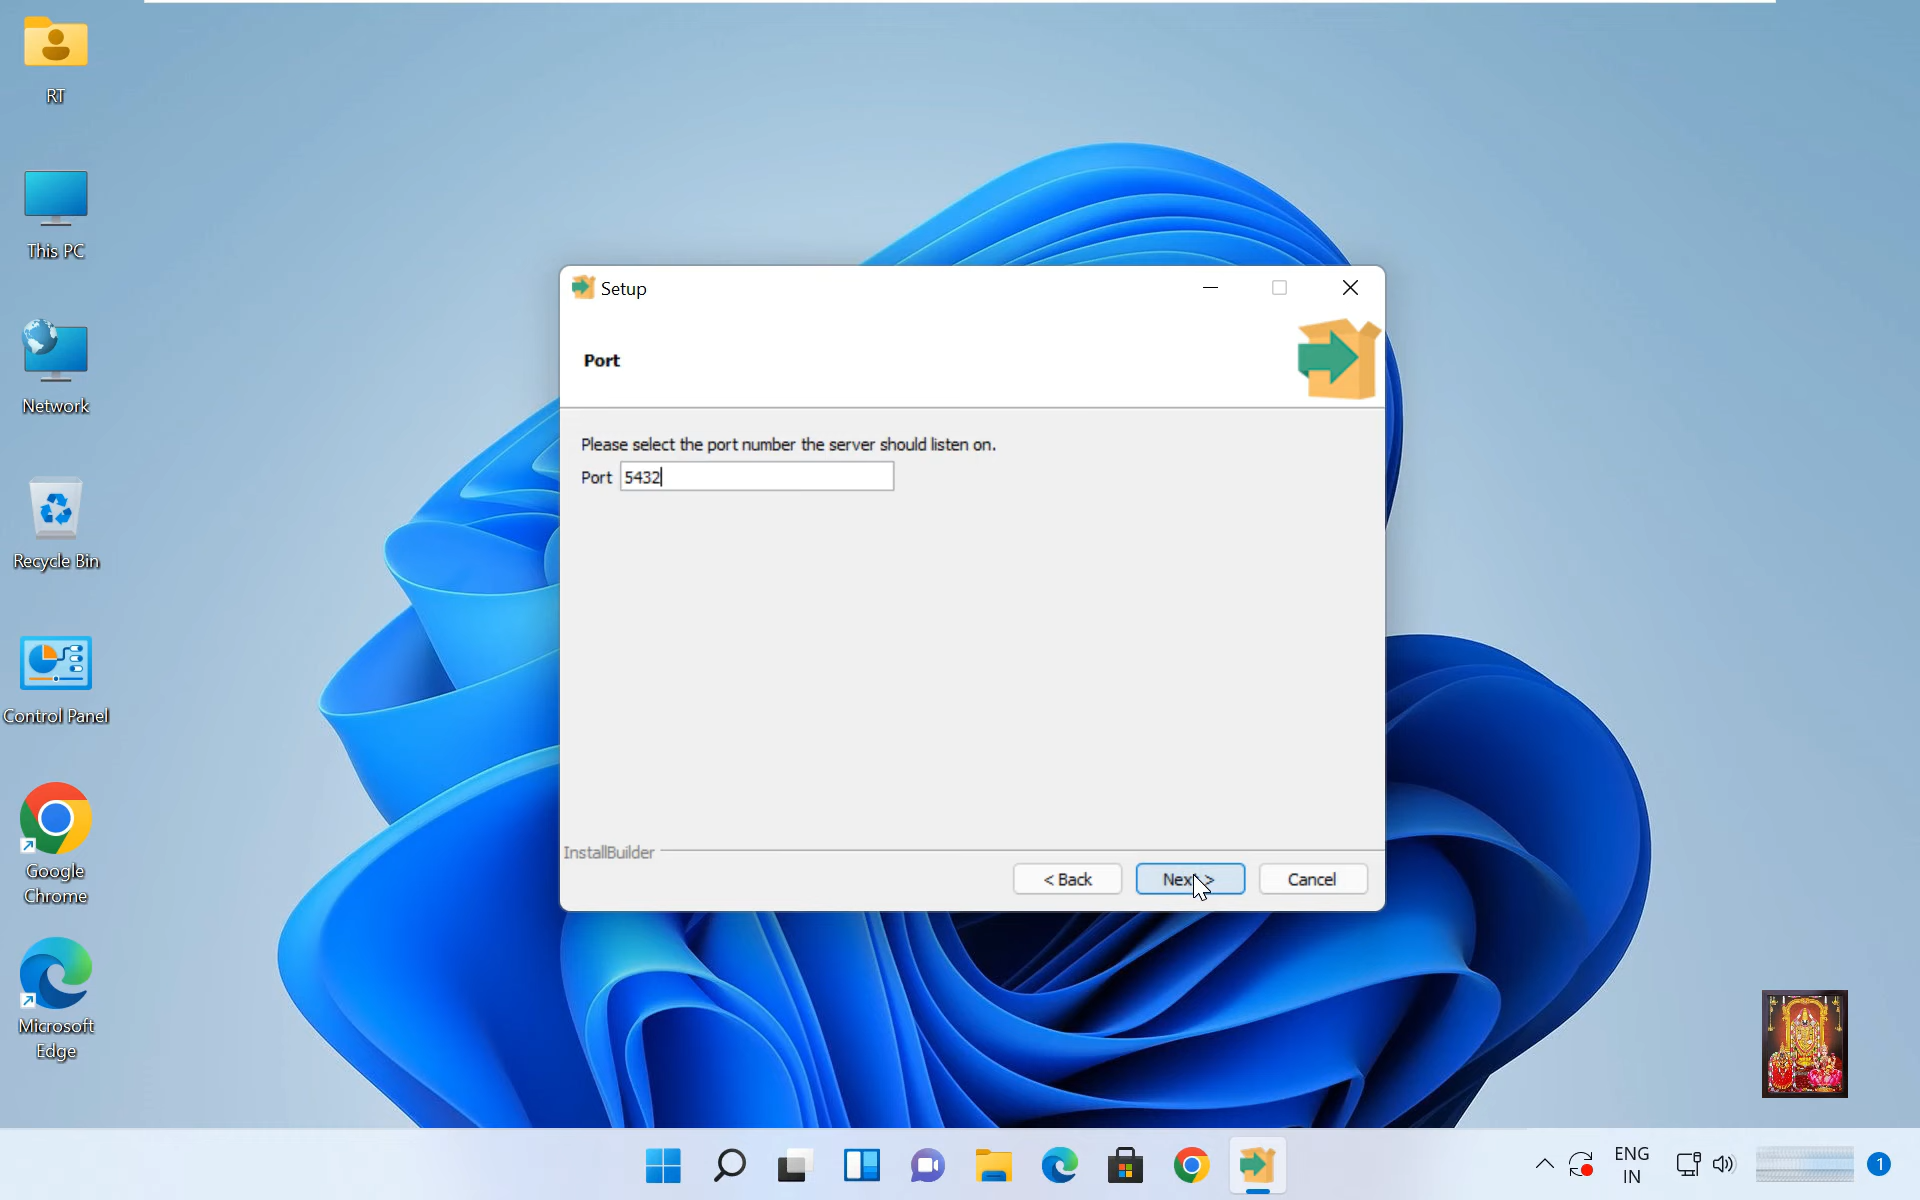 RT
This PC
Network
Recycle Bin
Control Panel
Google
Chrome
Microsoft
Edge
Setup
Port
Please select the port number the server should listen on.
Port 5432
InstallBuilder
< Back
Next >
Cancel
ENG
IN
1